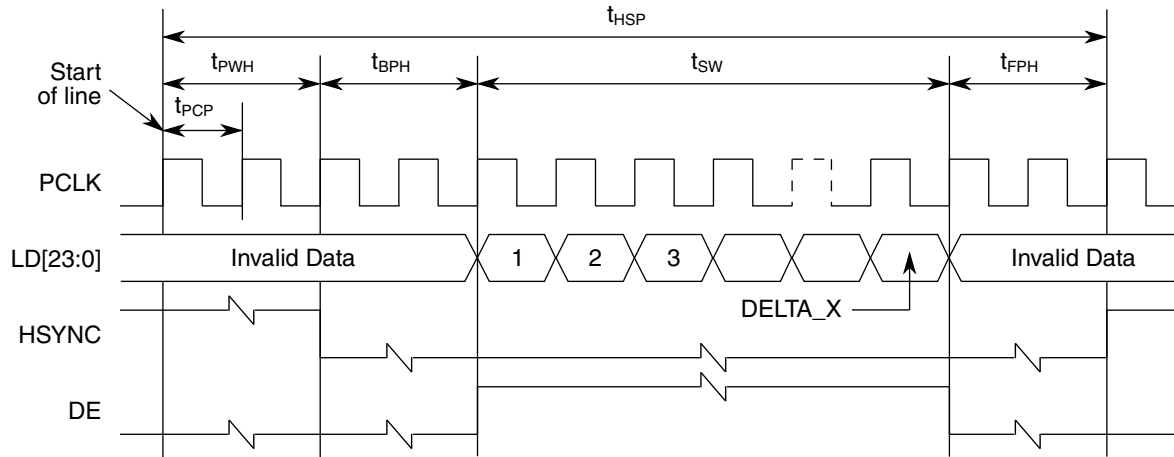 tHSP
tPWH tBPH tSW tFPH
Start
of line
tPCP
PCLK
LD[23:0] Invalid Data 1 2 3 Invalid Data
DELTA_X
HSYNC
DE